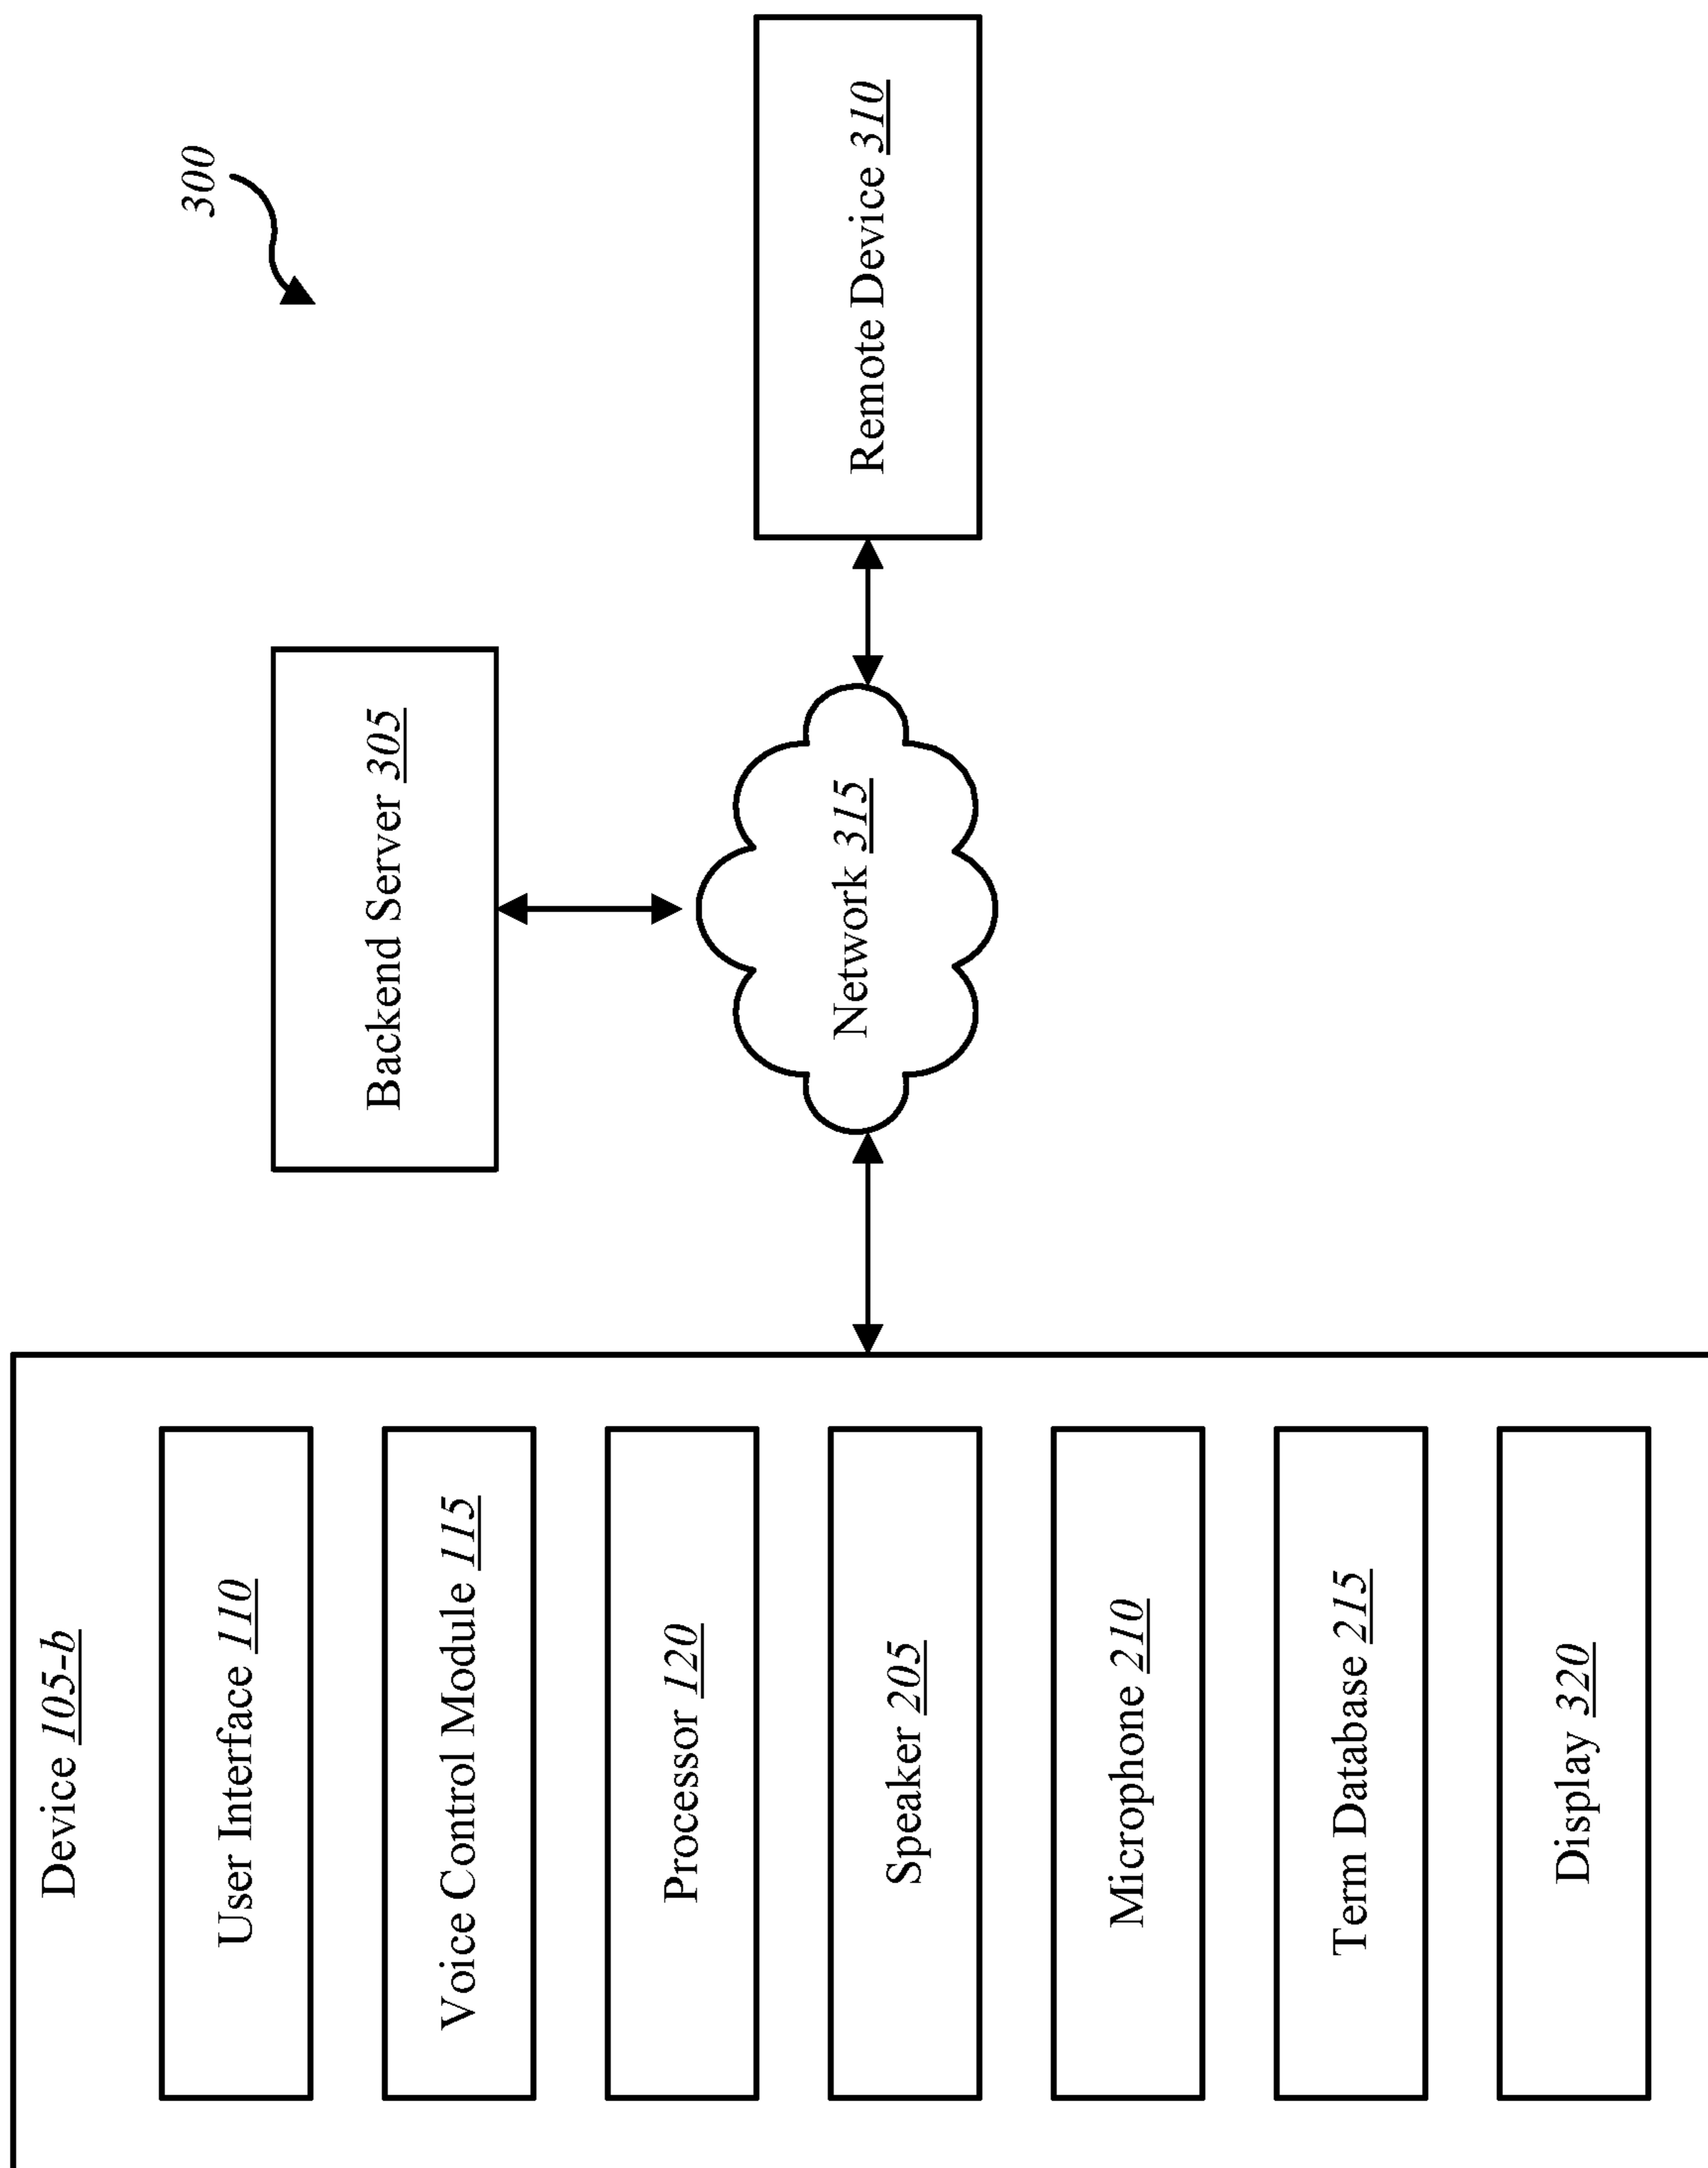 300
Device 105-b
User Interface 110
Voice Control Module 115
Processor 120
Speaker 205
Microphone 210
Term Database 215
Display 320
Backend Server 305
Network 315
Remote Device 310